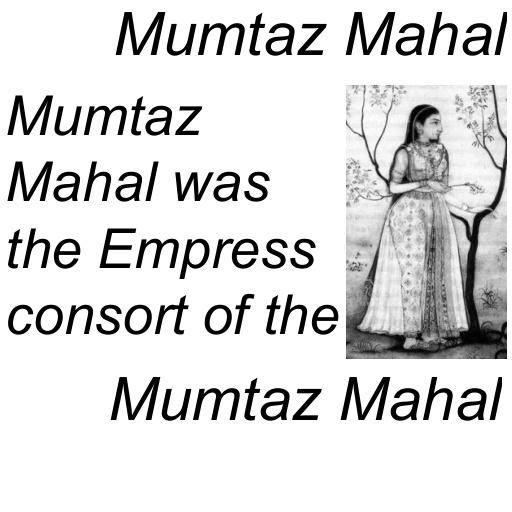 Mumtaz Mahal
Mumtaz
Mahal was
the Empress
consort of the
Mumtaz Mahal